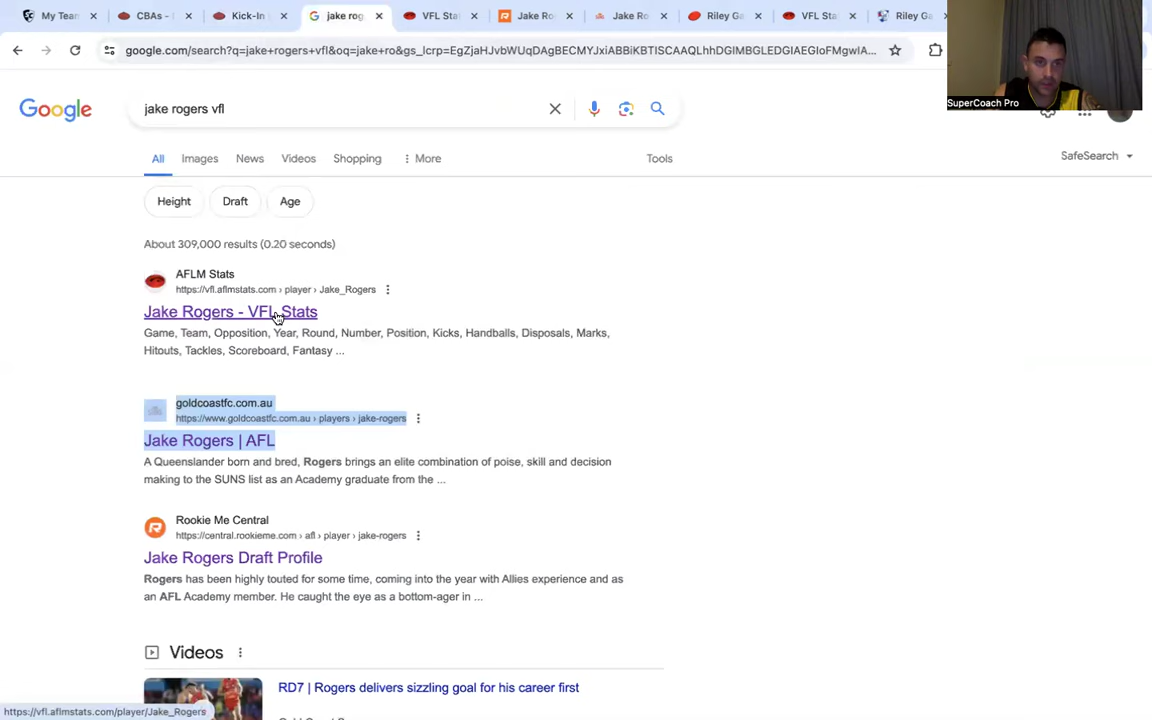 My Team
CBAs -
Kick-In
jake rog
VFL Sta
Jake Ro
Jake Ro
Riley Ga
VFL Sta
Riley Ga
google.com/search?q=jake+rogers+vfl&oq=jake+ro&gs_lcrp=EgZjaHJvbWUqDAgBECMYJxiABBiKBTISCAAQLhhDGIMBGLEDGIAEGIoFMgwIA...
SuperCoach Pro
Google
jake rogers vfl
All
Images
News
Videos
Shopping
More
Tools
SafeSearch
Height
Draft
Age
About 309,000 results (0.20 seconds)
AFLM Stats
https://vfl.aflmstats.com › player › Jake_Rogers
Jake Rogers - VFL Stats
Game, Team, Opposition, Year, Round, Number, Position, Kicks, Handballs, Disposals, Marks,
Hitouts, Tackles, Scoreboard, Fantasy ...
goldcoastfc.com.au
https://www.goldcoastfc.com.au › players › jake-rogers
Jake Rogers | AFL
A Queenslander born and bred, Rogers brings an elite combination of poise, skill and decision
making to the SUNS list as an Academy graduate from the ...
Rookie Me Central
https://central.rookieme.com › afl › player › jake-rogers
Jake Rogers Draft Profile
Rogers has been highly touted for some time, coming into the year with Allies experience and as
an AFL Academy member. He caught the eye as a bottom-ager in ...
Videos
RD7 | Rogers delivers sizzling goal for his career first
https://vfl.aflmstats.com/player/Jake_Rogers